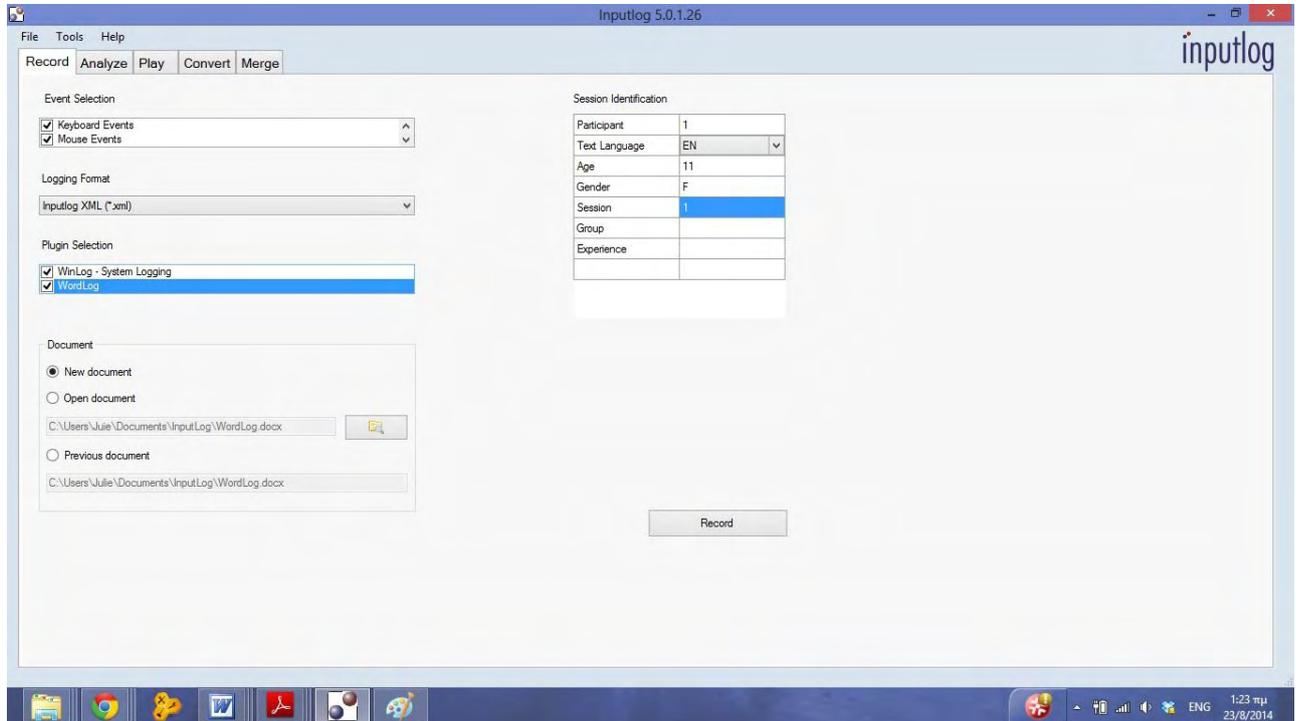 Inputlog 5.0.1.26
File Tools Help
inputlog
Record Analyze Play Convert Merge
Event Selection
Keyboard Events
Mouse Events
Logging Format
Inputlog XML (*.xml)
Plugin Selection
WinLog - System Logging
WordLog
Document
New document
Open document
C:\Users\Juie\Documents\InputLog\WordLog.docx
Previous document
C:\Users\Julie\Documents\InputLog\WordLog.docx
Session Identification
Participant 1
Text Language EN
Age 11
Gender F
Session 1
Group
Experience
Record
ENG
1:23 πμ
23/8/2014